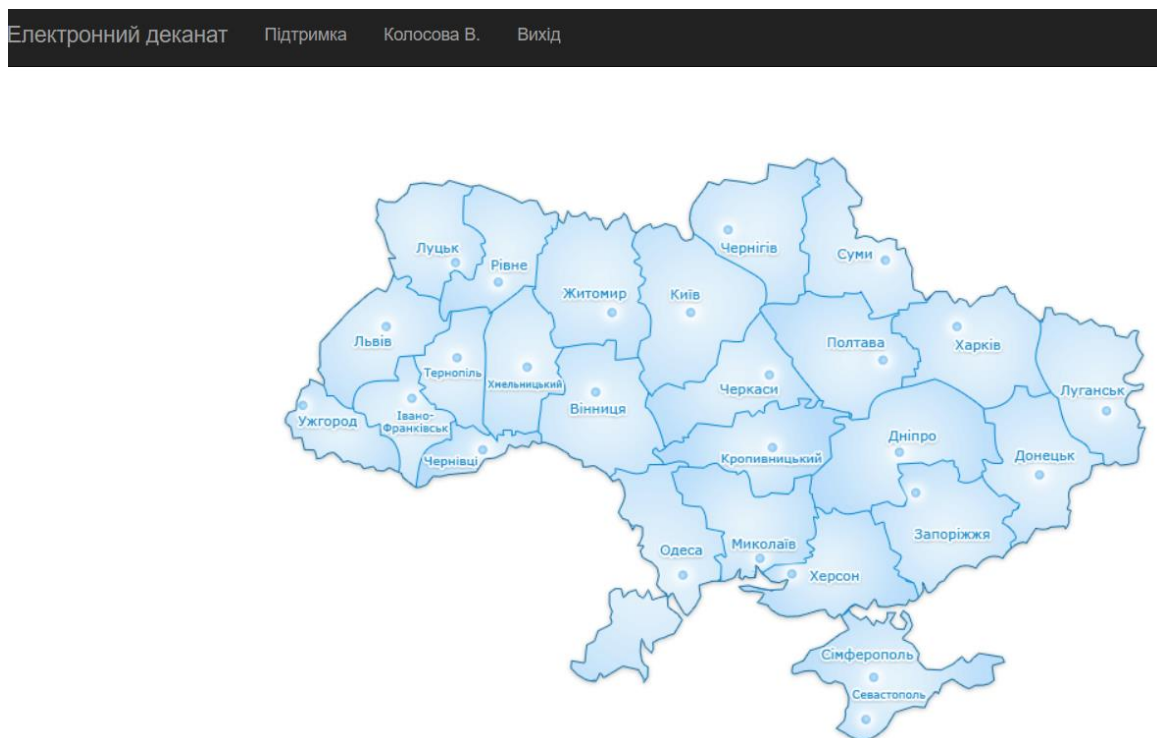 Електронний деканат Підтримка Колосова В. Вихід
Чернігів
Луцьк
Суми
Рівне
Житомир
Київ
Львів
Полтава
Харків
Тернопіль
Хмельницький
Черкаси
Луганськ
Вінниця
Ужгород
Івано-
Франківськ
Дніпро
Чернівці
Кропивницький
Донецьк
Запоріжжя
Одеса
Миколаїв
Херсон
Сімферополь
Севастополь